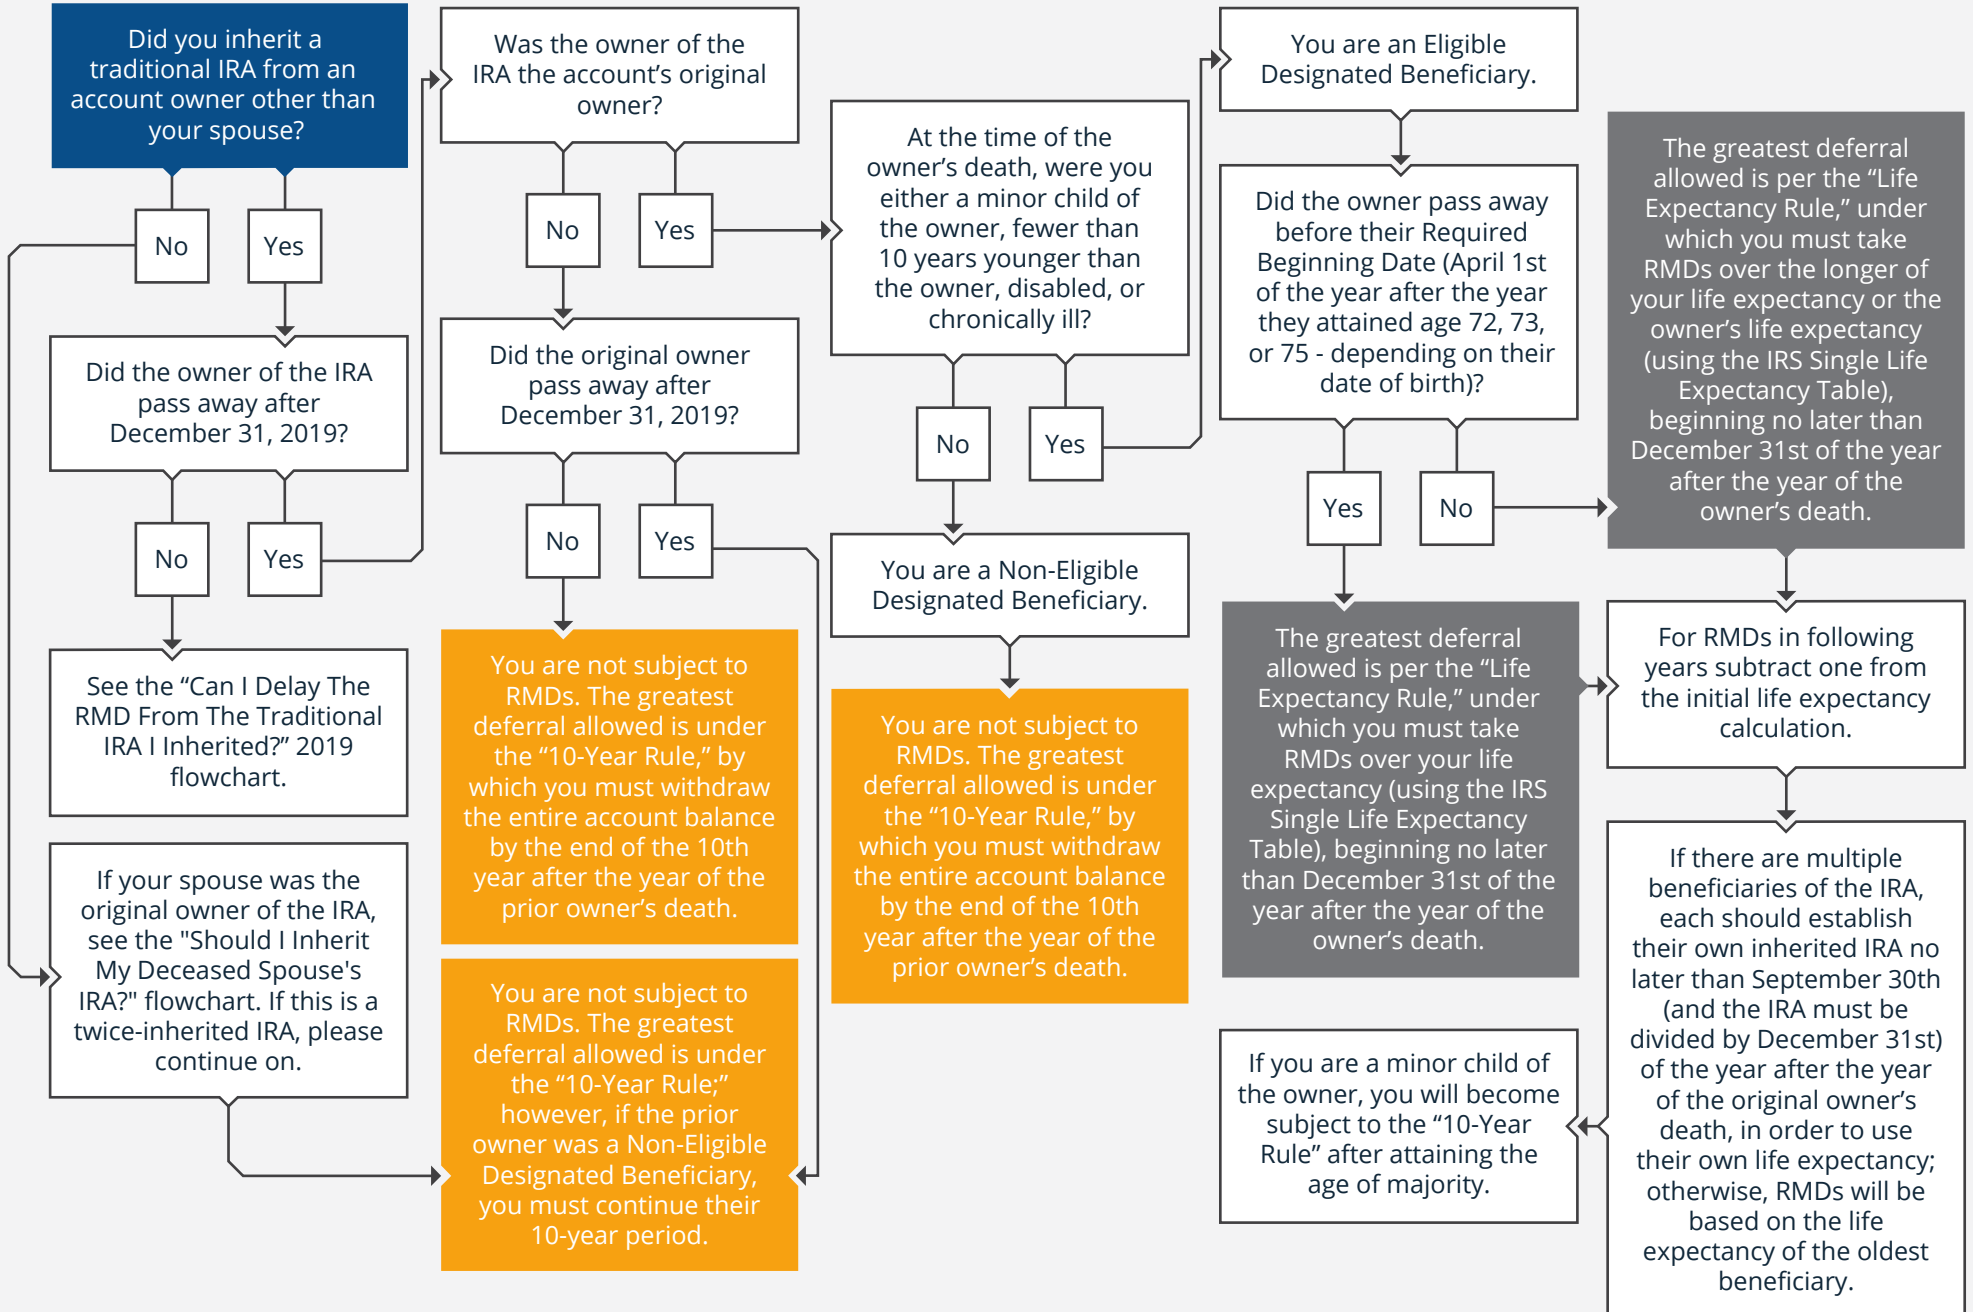 Did you inherit a
traditional IRA from an
account owner other than
your spouse?
No
Yes
Did the owner of the IRA
pass away after
December 31, 2019?
No
Yes
See the “Can I Delay The
RMD From The Traditional
IRA I Inherited?” 2019
flowchart.
If your spouse was the
original owner of the IRA,
see the "Should I Inherit
My Deceased Spouse's
IRA?" flowchart. If this is a
twice-inherited IRA, please
continue on.
Was the owner of the
IRA the account’s original
owner?
No
Yes
Did the original owner
pass away after
December 31, 2019?
No
Yes
You are not subject to
RMDs. The greatest
deferral allowed is under
the “10-Year Rule,” by
which you must withdraw
the entire account balance
by the end of the 10th
year after the year of the
prior owner’s death.
You are not subject to
RMDs. The greatest
deferral allowed is under
the “10-Year Rule;”
however, if the prior
owner was a Non-Eligible
Designated Beneficiary,
you must continue their
10-year period.
At the time of the
owner’s death, were you
either a minor child of
the owner, fewer than
10 years younger than
the owner, disabled, or
chronically ill?
No
Yes
You are a Non-Eligible
Designated Beneficiary.
You are not subject to
RMDs. The greatest
deferral allowed is under
the “10-Year Rule,” by
which you must withdraw
the entire account balance
by the end of the 10th
year after the year of the
prior owner’s death.
You are an Eligible
Designated Beneficiary.
Did the owner pass away
before their Required
Beginning Date (April 1st
of the year after the year
they attained age 72, 73,
or 75 - depending on their
date of birth)?
Yes
No
The greatest deferral
allowed is per the “Life
Expectancy Rule,” under
which you must take
RMDs over your life
expectancy (using the IRS
Single Life Expectancy
Table), beginning no later
than December 31st of the
year after the year of the
owner’s death.
If you are a minor child of
the owner, you will become
subject to the “10-Year
Rule” after attaining the
age of majority.
The greatest deferral
allowed is per the “Life
Expectancy Rule,” under
which you must take
RMDs over the longer of
your life expectancy or the
owner’s life expectancy
(using the IRS Single Life
Expectancy Table),
beginning no later than
December 31st of the year
after the year of the
owner’s death.
For RMDs in following
years subtract one from
the initial life expectancy
calculation.
If there are multiple
beneficiaries of the IRA,
each should establish
their own inherited IRA no
later than September 30th
(and the IRA must be
divided by December 31st)
of the year after the year
of the original owner’s
death, in order to use
their own life expectancy;
otherwise, RMDs will be
based on the life
expectancy of the oldest
beneficiary.